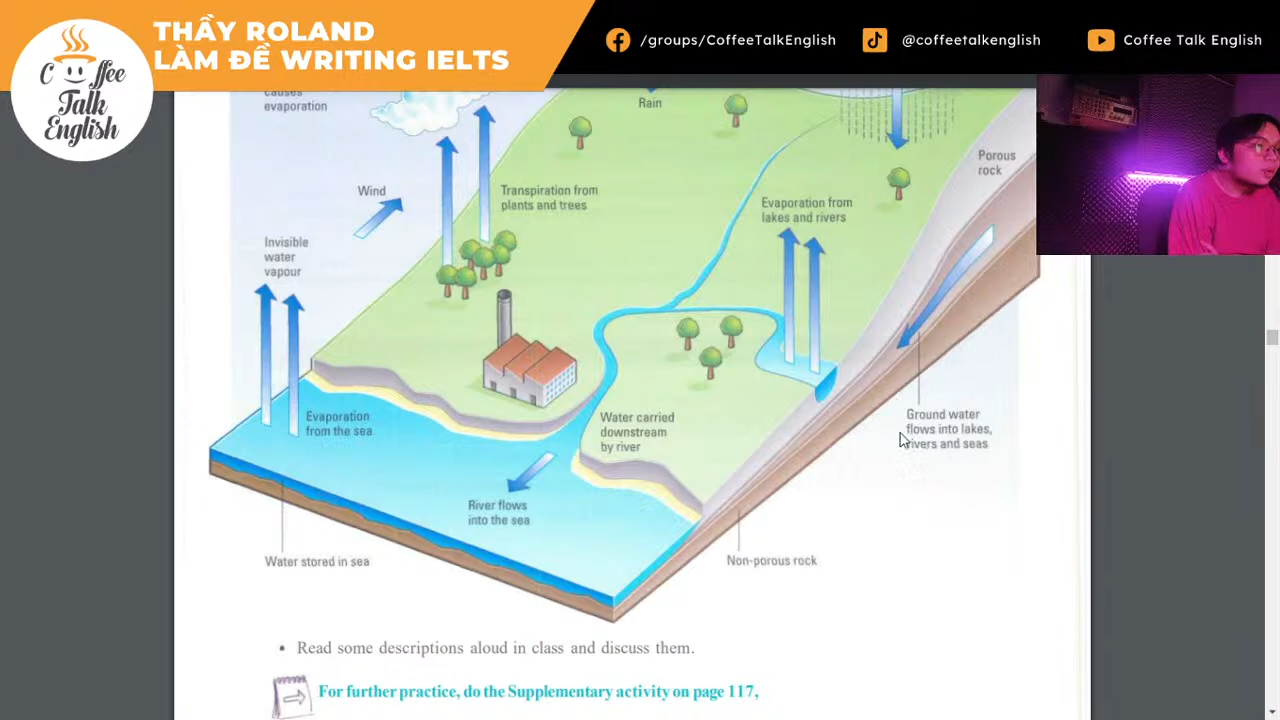 THẦY ROLAND
LÀM ĐỀ WRITING IELTS
/groups/CoffeeTalkEnglish
@coffeetalkenglish
Coffee Talk English
Coffee
Talk
English
causes
evaporation
Rain
Porous
rock
Wind
Transpiration from
plants and trees
Evaporation from
lakes and rivers
Invisible
water
vapour
Evaporation
from the sea
Water carried
downstream
by river
Ground water
flows into lakes,
rivers and seas
River flows
into the sea
Water stored in sea
Non-porous rock
• Read some descriptions aloud in class and discuss them.
For further practice, do the Supplementary activity on page 117,